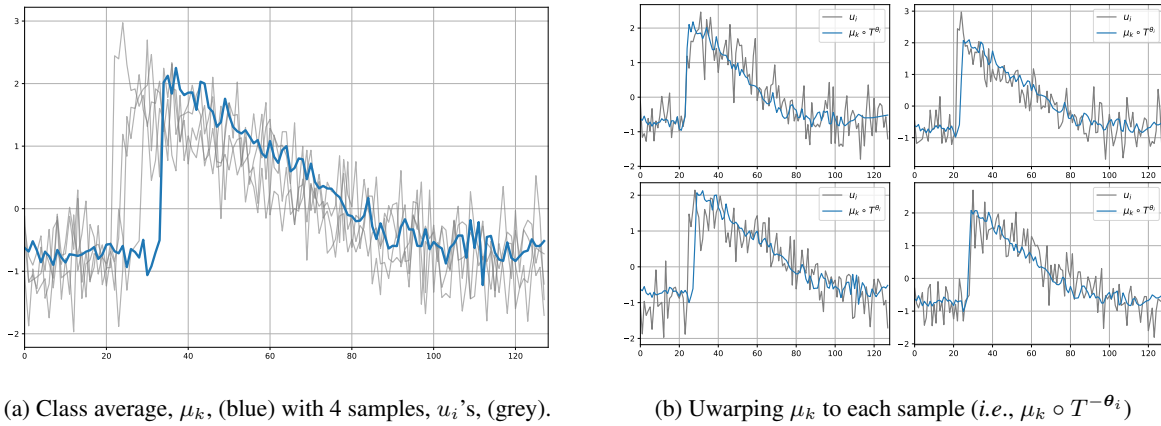 3
2
1
0
−1
−2
0 20 40 60 80 100 120
(a) Class average, μk, (blue) with 4 samples, ui's, (grey).
ui
μk ∘ T^θi
2
1
0
−1
−2
0 20 40 60 80 100 120
ui
μk ∘ T^θi
3
2
1
0
−1
−2
0 20 40 60 80 100 120
ui
μk ∘ T^θi
2
1
0
−1
−2
0 20 40 60 80 100 120
ui
μk ∘ T^θi
3
2
1
0
−1
−2
0 20 40 60 80 100 120
(b) Uwarping μk to each sample (i.e., μk ∘ T^−θi)